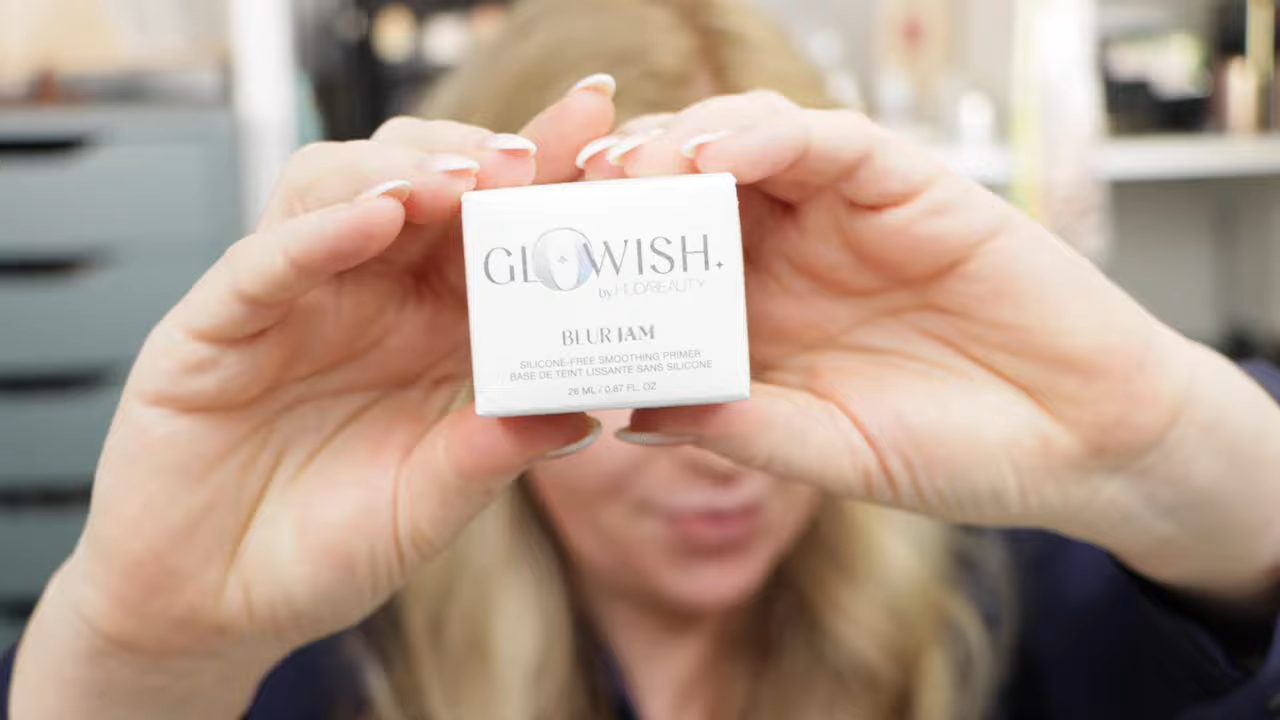 GLOWISH.
by HUDABEAUTY
BLUR JAM
SILICONE-FREE SMOOTHING PRIMER
BASE DE TEINT LISSANTE SANS SILICONE
26 ML / 0.87 FL. OZ